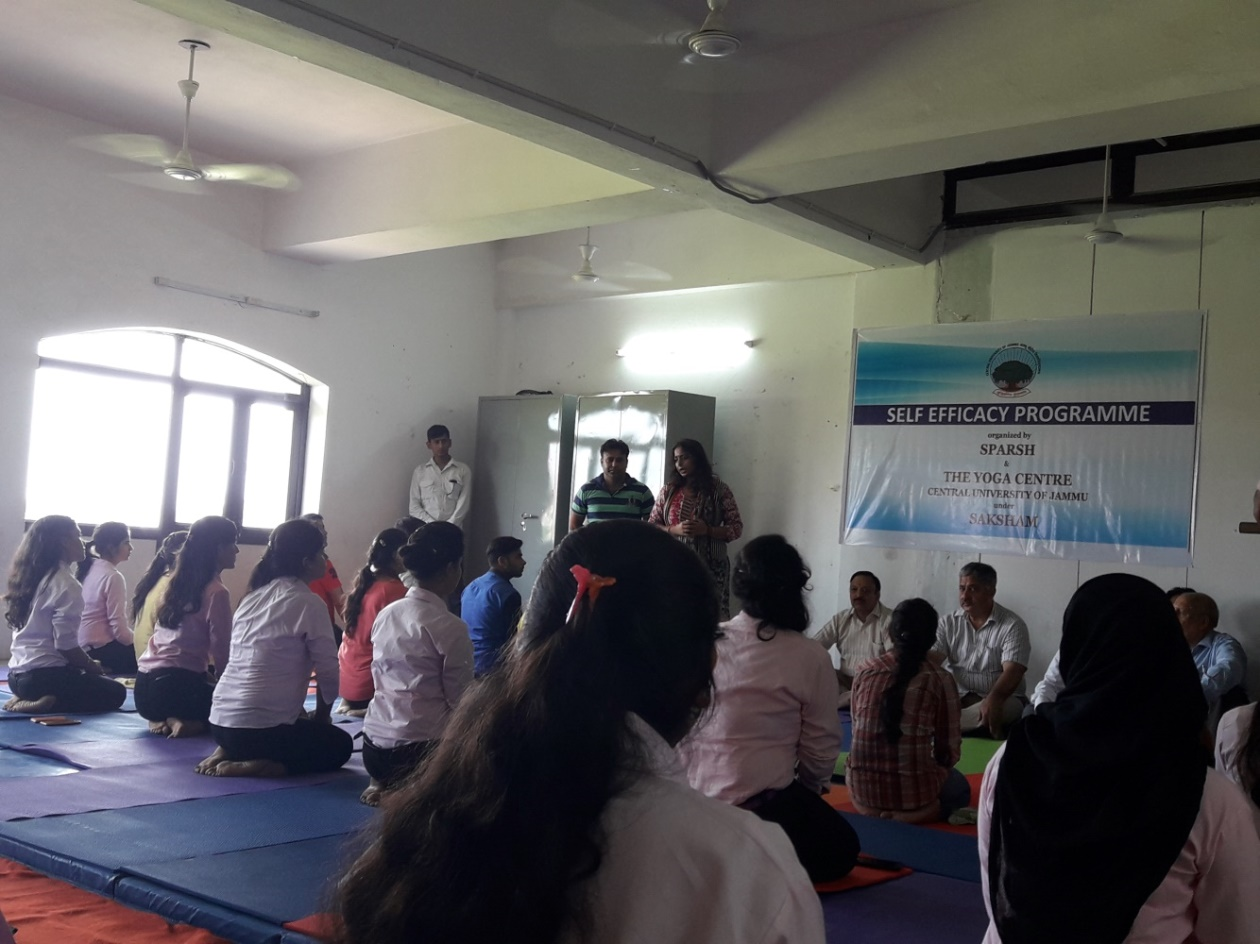 SELF EFFICACY PROGRAMME
organized by
SPARSH
&
THE YOGA CENTRE
CENTRAL UNIVERSITY OF JAMMU
under
SAKSHAM